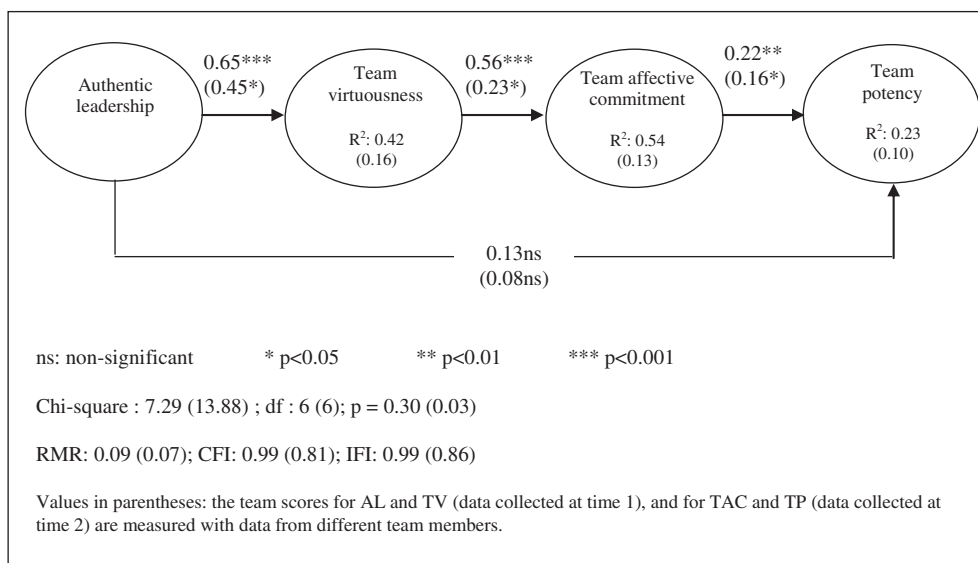 0.65***
(0.45*)
0.56***
(0.23*)
0.22**
(0.16*)
Authentic
leadership
Team
virtuousness
R²: 0.42
(0.16)
Team affective
commitment
R²: 0.54
(0.13)
Team
potency
R²: 0.23
(0.10)
0.13ns
(0.08ns)
ns: non-significant * p<0.05 ** p<0.01 *** p<0.001
Chi-square : 7.29 (13.88) ; df : 6 (6); p = 0.30 (0.03)
RMR: 0.09 (0.07); CFI: 0.99 (0.81); IFI: 0.99 (0.86)
Values in parentheses: the team scores for AL and TV (data collected at time 1), and for TAC and TP (data collected at
time 2) are measured with data from different team members.